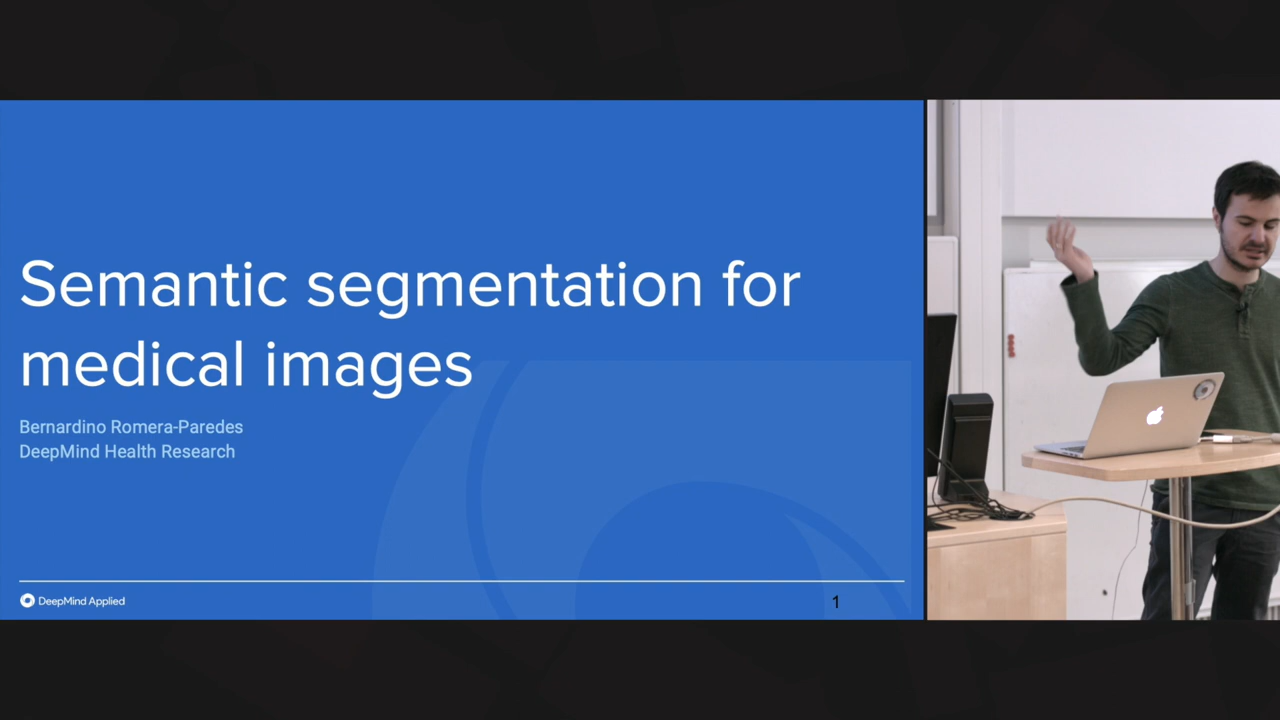 Semantic segmentation for
medical images
Bernardino Romera-Paredes
DeepMind Health Research
DeepMind Applied
1